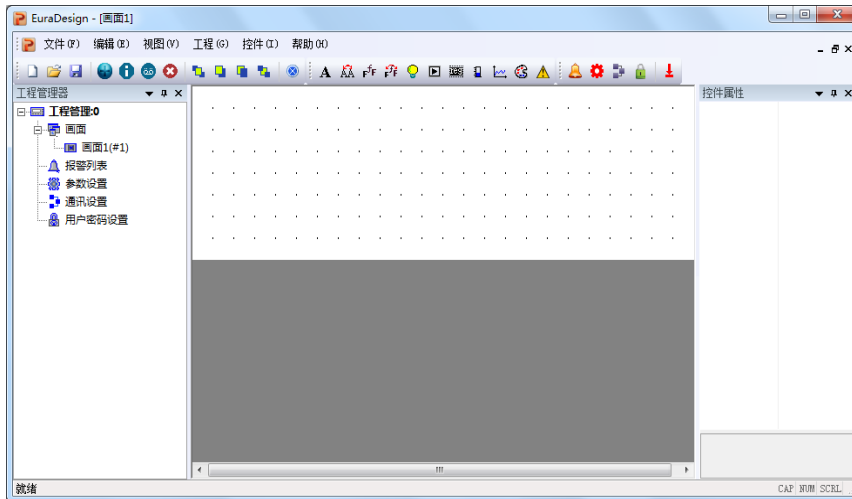 EuraDesign - [画面1]
文件(F) 编辑(E) 视图(V) 工程(G) 控件(I) 帮助(H)
工程管理器
控件属性
工程管理:0
画面
画面1(#1)
报警列表
参数设置
通讯设置
用户密码设置
就绪
CAP NUM SCRL